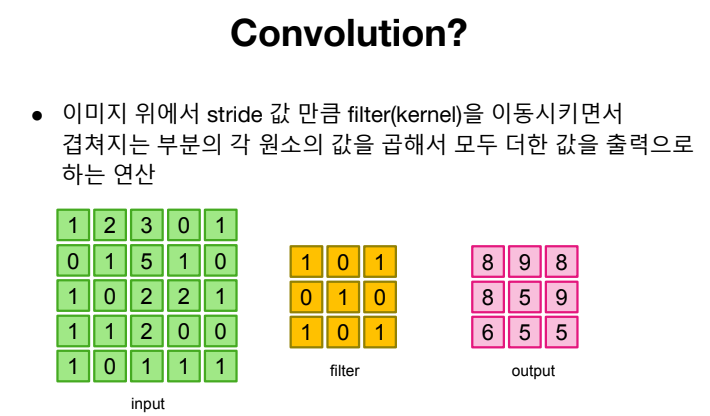 Convolution?
● 이미지 위에서 stride 값 만큼 filter(kernel)을 이동시키면서
겹쳐지는 부분의 각 원소의 값을 곱해서 모두 더한 값을 출력으로
하는 연산
1 2 3 0 1
0 1 5 1 0
1 0 2 2 1
1 1 2 0 0
1 0 1 1 1
input
1 0 1
0 1 0
1 0 1
filter
8 9 8
8 5 9
6 5 5
output